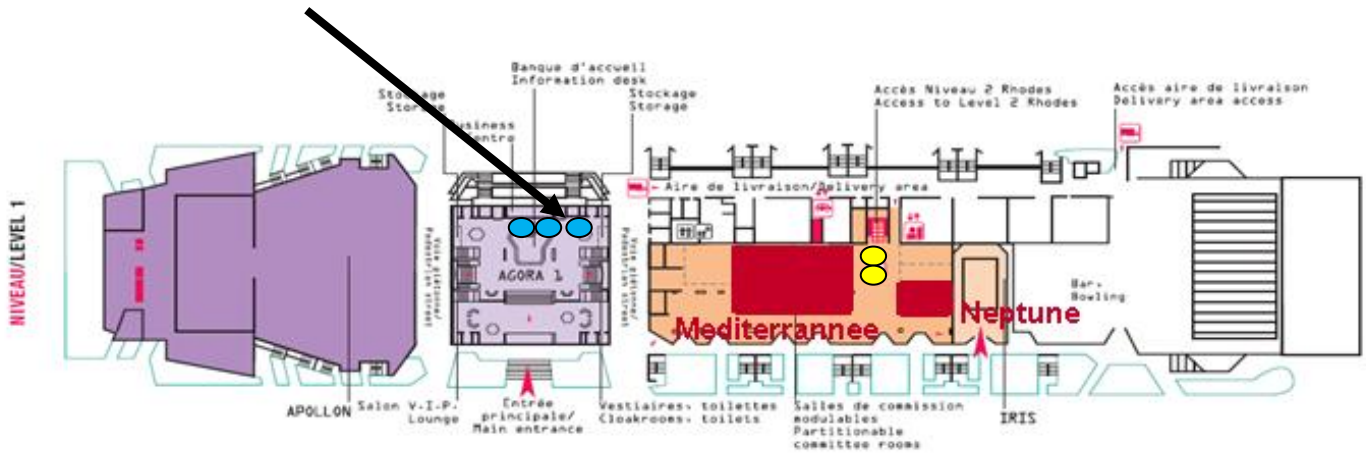 NIVEAU/LEVEL 1
Banque d'accueil
Information desk
Stockage
Storage
Business
Centre
Stockage
Storage
Accès Niveau 2 Rhodes
Access to Level 2 Rhodes
Accès aire de livraison
Delivery area access
Aire de livraison/Delivery area
Voie piétonne/
Pedestrian street
AGORA 1
Voie piétonne/
Pedestrian street
Bar,
Bowling
Mediterrannee
Neptune
APOLLON
Salon V.I.P.
Lounge
Entrée
principale/
Main entrance
Vestiaires, toilettes
Cloakrooms, toilets
Salles de commission
modulables
Partitionable
committee rooms
IRIS